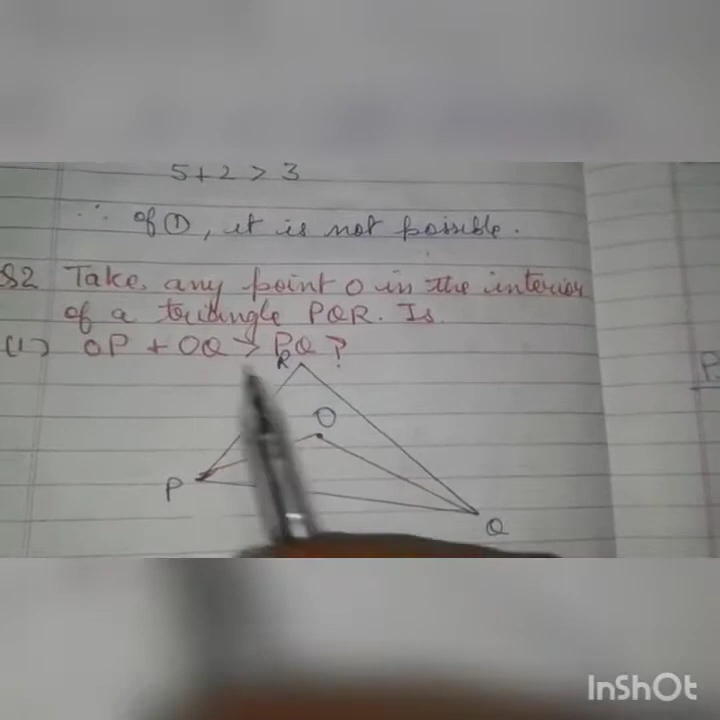 5+2 > 3
∴ of ①, it is not possible.
Q2 Take any point O in the interior
of a triangle PQR. Is
(1) OP + OQ > PQ ?
R
O
P
Q
P
InShOt